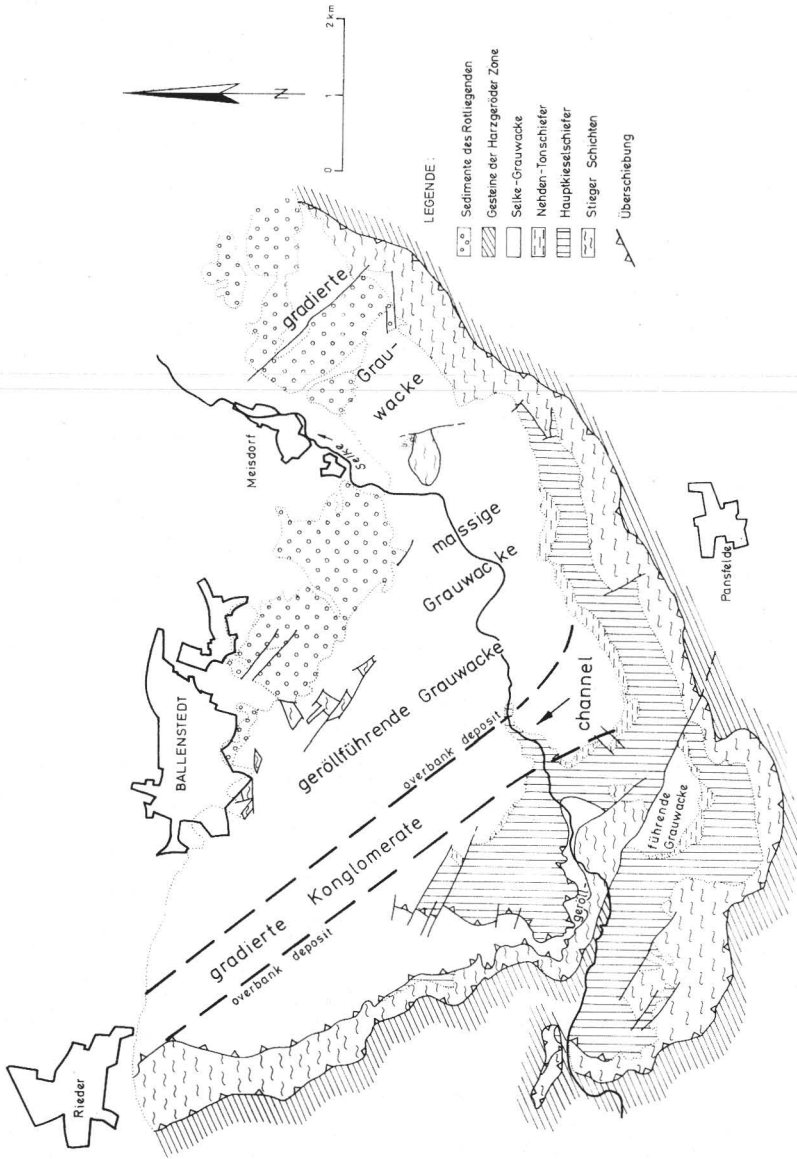 Rieder
BALLENSTEDT
Meisdorf
Selke
N
0 1 2 km
gradierte
Grau-
wacke
massige
Grauwacke
geröllführende Grauwacke
overbank deposit
gradierte Konglomerate
overbank deposit
channel
geröll-
führende
Grauwacke
Pansfelde
LEGENDE:
Sedimente des Rotliegenden
Gesteine der Harzgeröder Zone
Selke-Grauwacke
Nehden-Tonschiefer
Hauptkieselschiefer
Stieger Schichten
Überschiebung